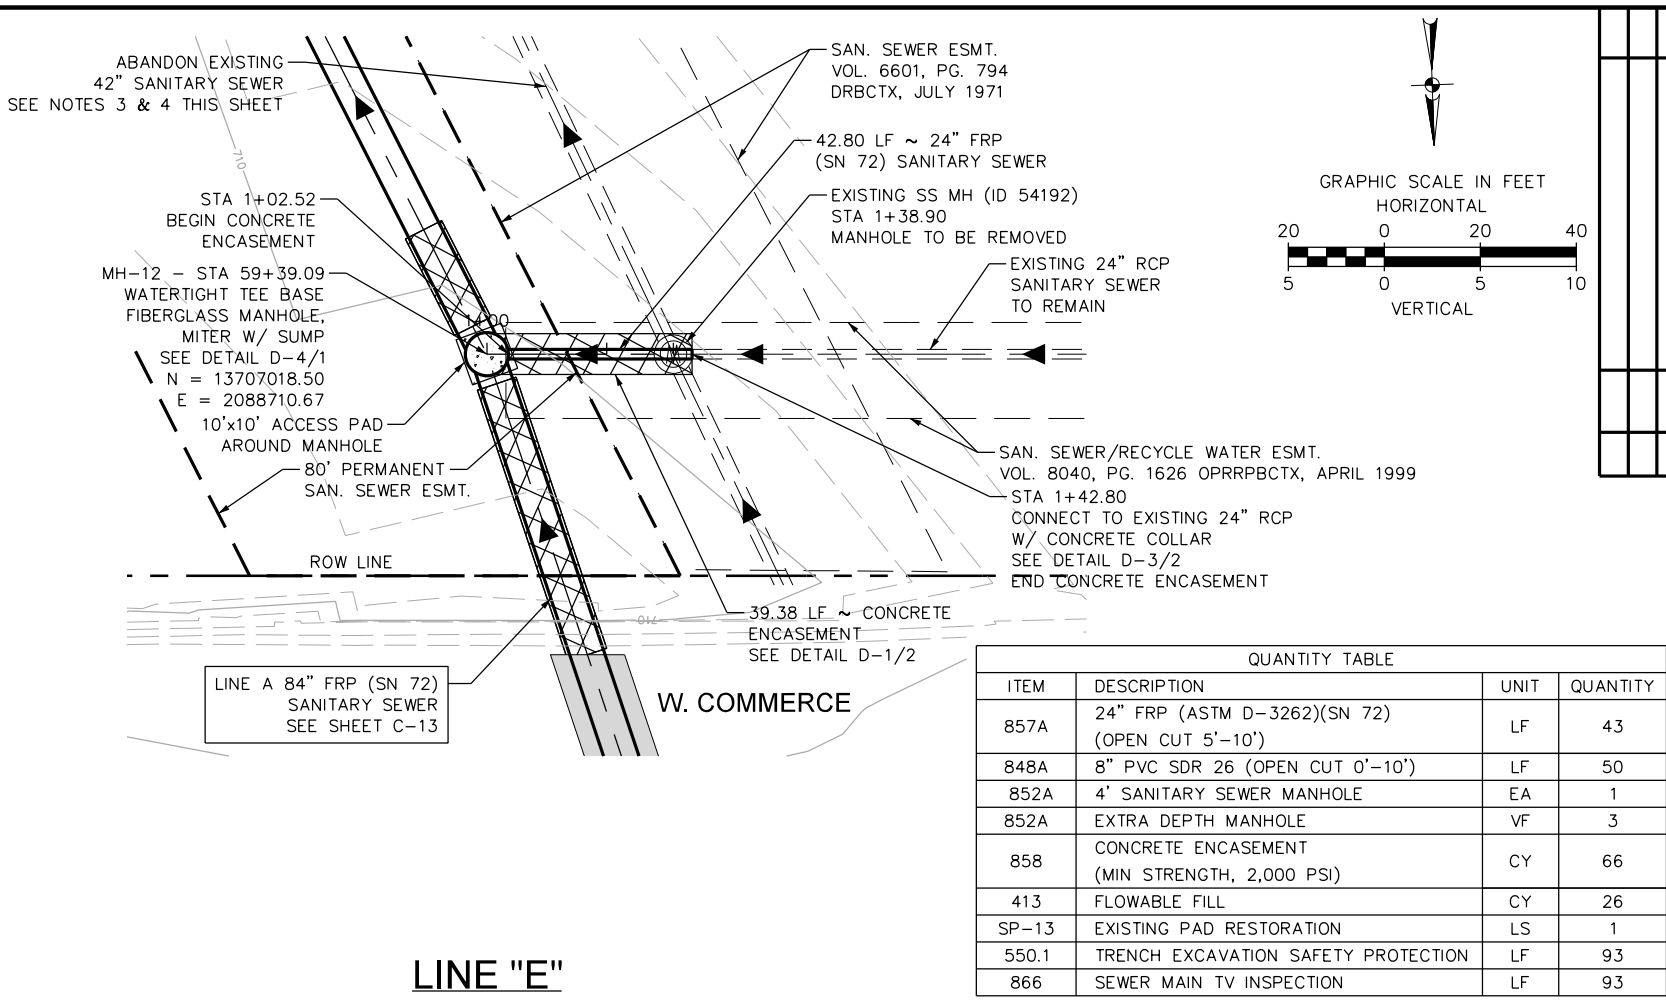 ABANDON EXISTING
42" SANITARY SEWER
SEE NOTES 3 & 4 THIS SHEET
SAN. SEWER ESMT.
VOL. 6601, PG. 794
DRBCTX, JULY 1971
42.80 LF ~ 24" FRP
(SN 72) SANITARY SEWER
EXISTING SS MH (ID 54192)
STA 1+38.90
MANHOLE TO BE REMOVED
EXISTING 24" RCP
SANITARY SEWER
TO REMAIN
GRAPHIC SCALE IN FEET
HORIZONTAL
20 0 20 40
5 0 5 10
VERTICAL
710
STA 1+02.52
BEGIN CONCRETE
ENCASEMENT
MH-12 - STA 59+39.09
WATERTIGHT TEE BASE
FIBERGLASS MANHOLE,
MITER W/ SUMP
SEE DETAIL D-4/1
N = 13707018.50
E = 2088710.67
1+00
10'x10' ACCESS PAD
AROUND MANHOLE
80' PERMANENT
SAN. SEWER ESMT.
ROW LINE
SAN. SEWER/RECYCLE WATER ESMT.
VOL. 8040, PG. 1626 OPRRPBCTX, APRIL 1999
STA 1+42.80
CONNECT TO EXISTING 24" RCP
W/ CONCRETE COLLAR
SEE DETAIL D-3/2
END CONCRETE ENCASEMENT
710
39.38 LF ~ CONCRETE
ENCASEMENT
SEE DETAIL D-1/2
LINE A 84" FRP (SN 72)
SANITARY SEWER
SEE SHEET C-13
W. COMMERCE
QUANTITY TABLE
ITEM DESCRIPTION UNIT QUANTITY
857A 24" FRP (ASTM D-3262)(SN 72) LF 43
(OPEN CUT 5'-10')
848A 8" PVC SDR 26 (OPEN CUT 0'-10') LF 50
852A 4' SANITARY SEWER MANHOLE EA 1
852A EXTRA DEPTH MANHOLE VF 3
858 CONCRETE ENCASEMENT CY 66
(MIN STRENGTH, 2,000 PSI)
413 FLOWABLE FILL CY 26
SP-13 EXISTING PAD RESTORATION LS 1
550.1 TRENCH EXCAVATION SAFETY PROTECTION LF 93
866 SEWER MAIN TV INSPECTION LF 93
LINE "E"